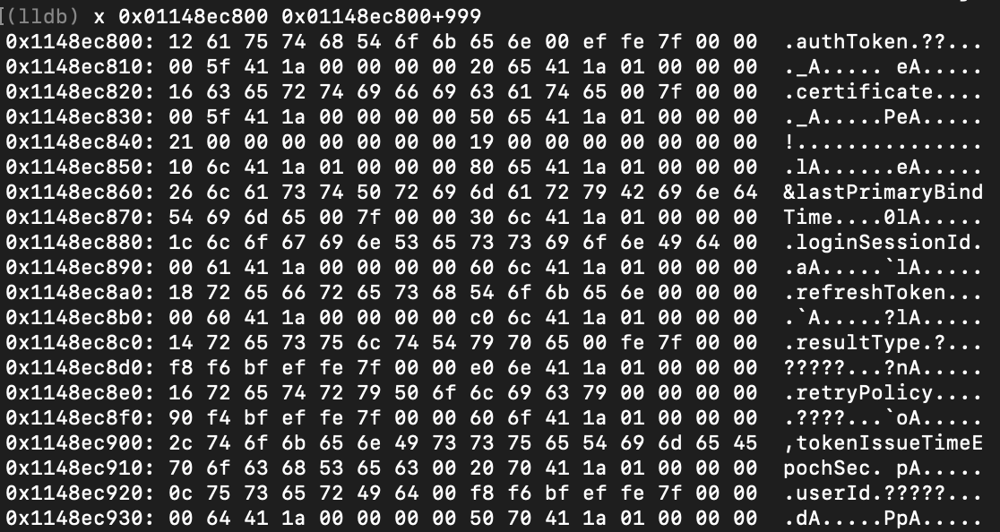 (lldb) x 0x01148ec800 0x01148ec800+999
0x1148ec800: 12 61 75 74 68 54 6f 6b 65 6e 00 ef fe 7f 00 00 .authToken.??...
0x1148ec810: 00 5f 41 1a 00 00 00 00 20 65 41 1a 01 00 00 00 ._A..... eA.....
0x1148ec820: 16 63 65 72 74 69 66 69 63 61 74 65 00 7f 00 00 .certificate....
0x1148ec830: 00 5f 41 1a 00 00 00 00 50 65 41 1a 01 00 00 00 ._A.....PeA.....
0x1148ec840: 21 00 00 00 00 00 00 00 19 00 00 00 00 00 00 00 !...............
0x1148ec850: 10 6c 41 1a 01 00 00 00 80 65 41 1a 01 00 00 00 .lA......eA.....
0x1148ec860: 26 6c 61 73 74 50 72 69 6d 61 72 79 42 69 6e 64 &lastPrimaryBind
0x1148ec870: 54 69 6d 65 00 7f 00 00 30 6c 41 1a 01 00 00 00 Time....0lA.....
0x1148ec880: 1c 6c 6f 67 69 6e 53 65 73 73 69 6f 6e 49 64 00 .loginSessionId.
0x1148ec890: 00 61 41 1a 00 00 00 00 60 6c 41 1a 01 00 00 00 .aA.....`lA.....
0x1148ec8a0: 18 72 65 66 72 65 73 68 54 6f 6b 65 6e 00 00 00 .refreshToken...
0x1148ec8b0: 00 60 41 1a 00 00 00 00 c0 6c 41 1a 01 00 00 00 .`A.....?lA.....
0x1148ec8c0: 14 72 65 73 75 6c 74 54 79 70 65 00 fe 7f 00 00 .resultType.?...
0x1148ec8d0: f8 f6 bf ef fe 7f 00 00 e0 6e 41 1a 01 00 00 00 ?????...?nA.....
0x1148ec8e0: 16 72 65 74 72 79 50 6f 6c 69 63 79 00 00 00 00 .retryPolicy....
0x1148ec8f0: 90 f4 bf ef fe 7f 00 00 60 6f 41 1a 01 00 00 00 .????...`oA.....
0x1148ec900: 2c 74 6f 6b 65 6e 49 73 73 75 65 54 69 6d 65 45 ,tokenIssueTimeE
0x1148ec910: 70 6f 63 68 53 65 63 00 20 70 41 1a 01 00 00 00 pochSec. pA.....
0x1148ec920: 0c 75 73 65 72 49 64 00 f8 f6 bf ef fe 7f 00 00 .userId.?????...
0x1148ec930: 00 64 41 1a 00 00 00 00 50 70 41 1a 01 00 00 00 .dA.....PpA.....